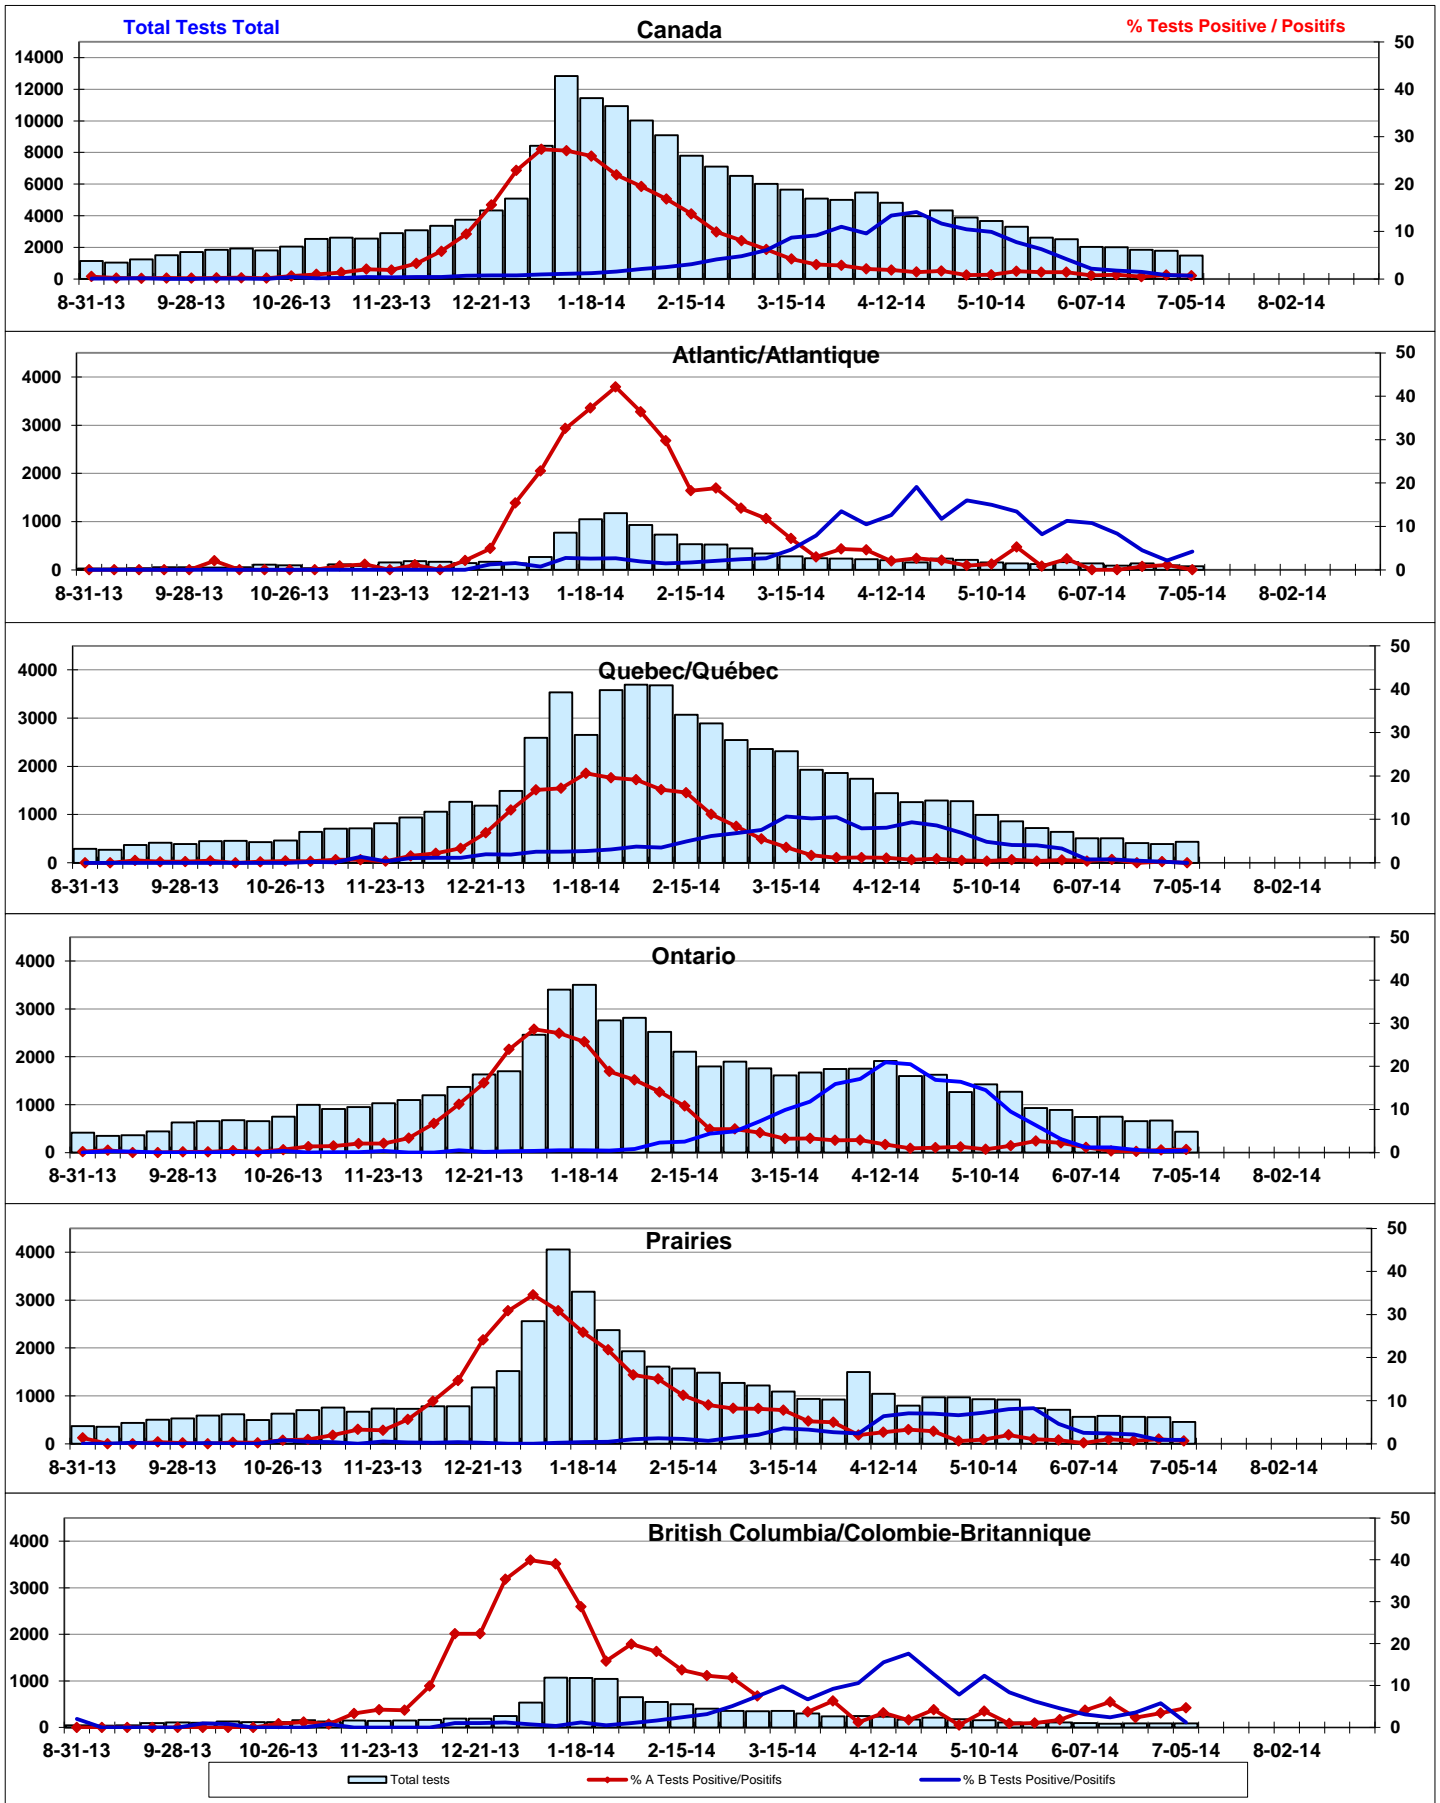 Total Tests Total Canada % Tests Positive / Positifs
14000 50
12000 40
10000 30
8000
6000 20
4000 10
2000
0 0
8-31-13 9-28-13 10-26-13 11-23-13 12-21-13 1-18-14 2-15-14 3-15-14 4-12-14 5-10-14 6-07-14 7-05-14 8-02-14
Atlantic/Atlantique
50
4000 40
3000 30
2000 20
1000 10
0 0
8-31-13 9-28-13 10-26-13 11-23-13 12-21-13 1-18-14 2-15-14 3-15-14 4-12-14 5-10-14 6-07-14 7-05-14 8-02-14
Quebec/Québec
50
4000 40
3000 30
2000 20
1000 10
0 0
8-31-13 9-28-13 10-26-13 11-23-13 12-21-13 1-18-14 2-15-14 3-15-14 4-12-14 5-10-14 6-07-14 7-05-14 8-02-14
Ontario
50
4000 40
3000 30
2000 20
1000 10
0 0
8-31-13 9-28-13 10-26-13 11-23-13 12-21-13 1-18-14 2-15-14 3-15-14 4-12-14 5-10-14 6-07-14 7-05-14 8-02-14
Prairies
50
4000 40
3000 30
2000 20
1000 10
0 0
8-31-13 9-28-13 10-26-13 11-23-13 12-21-13 1-18-14 2-15-14 3-15-14 4-12-14 5-10-14 6-07-14 7-05-14 8-02-14
British Columbia/Colombie-Britannique
50
4000 40
3000 30
2000 20
1000 10
0 0
8-31-13 9-28-13 10-26-13 11-23-13 12-21-13 1-18-14 2-15-14 3-15-14 4-12-14 5-10-14 6-07-14 7-05-14 8-02-14
Total tests % A Tests Positive/Positifs % B Tests Positive/Positifs